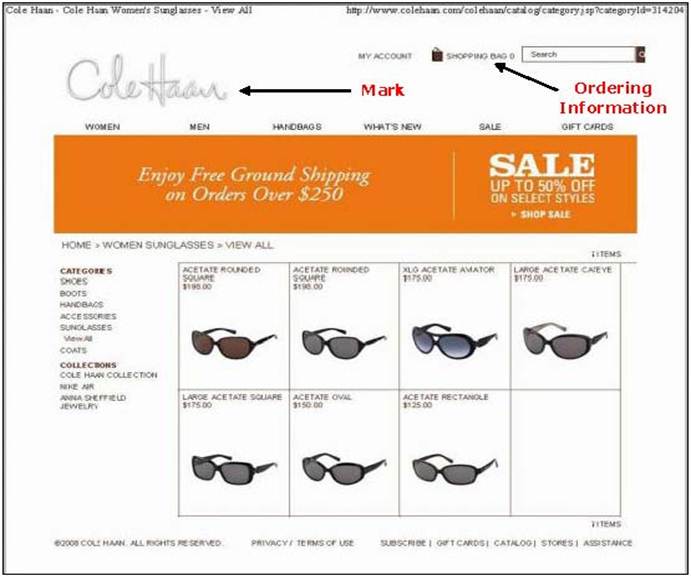 Cole Haan - Cole Haan Women's Sunglasses - View All http://www.colehaan.com/colehaan/catalog/category.jsp?categoryId=314204
MY ACCOUNT SHOPPING BAG 0 Search
Cole Haan
Mark
Ordering
Information
WOMEN MEN HANDBAGS WHAT'S NEW SALE GIFT CARDS
Enjoy Free Ground Shipping
on Orders Over $250
SALE
UP TO 50% OFF
ON SELECT STYLES
> SHOP SALE
HOME > WOMEN SUNGLASSES > VIEW ALL
7 ITEMS
CATEGORIES
SHOES
BOOTS
HANDBAGS
ACCESSORIES
SUNGLASSES
View All
COATS
COLLECTIONS
COLE HAAN COLLECTION
NIKE AIR
ANNA SHEFFIELD
JEWELRY
ACETATE ROUNDED
SQUARE
$198.00
ACETATE ROUNDED
SQUARE
$198.00
XLG ACETATE AVIATOR
$175.00
LARGE ACETATE CATEYE
$175.00
LARGE ACETATE SQUARE
$175.00
ACETATE OVAL
$150.00
ACETATE RECTANGLE
$125.00
7 ITEMS
©2008 COLE HAAN. ALL RIGHTS RESERVED. PRIVACY / TERMS OF USE SUBSCRIBE | GIFT CARDS | CATALOG | STORES | ASSISTANCE